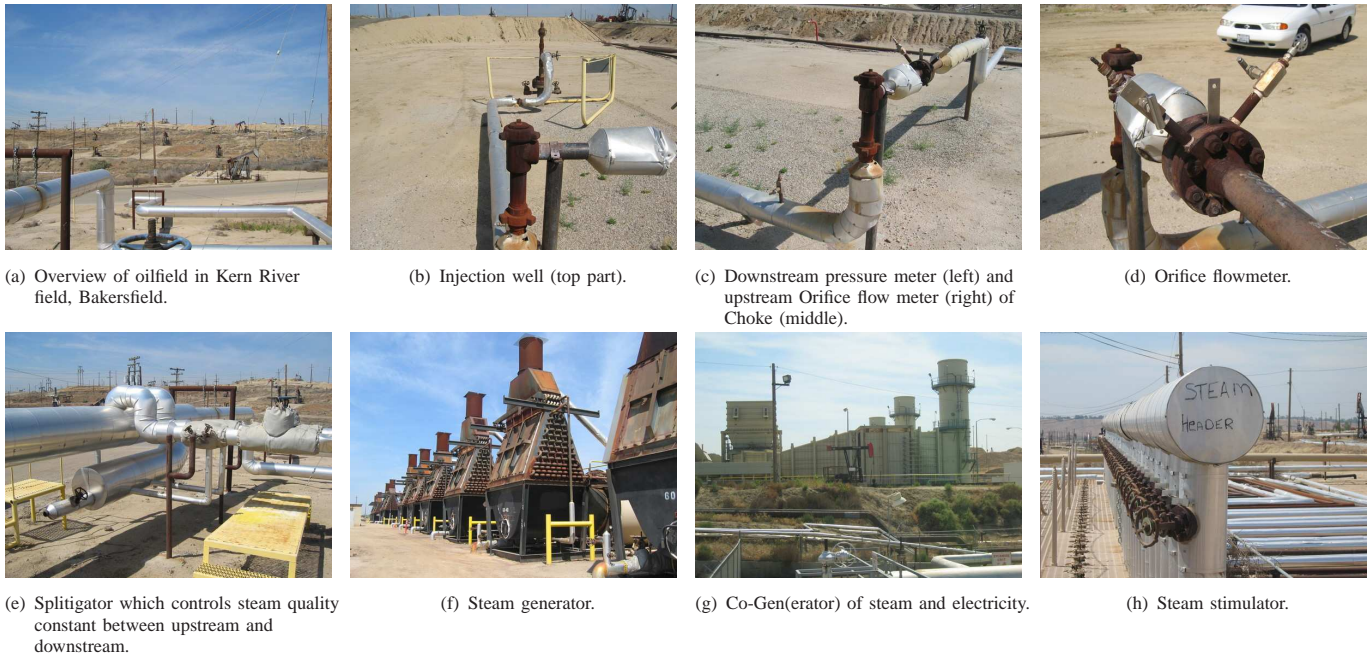 (a) Overview of oilfield in Kern River
field, Bakersfield.
(b) Injection well (top part).
(c) Downstream pressure meter (left) and
upstream Orifice flow meter (right) of
Choke (middle).
(d) Orifice flowmeter.
STEAM
HEADER
(e) Splitigator which controls steam quality
constant between upstream and
downstream.
(f) Steam generator.
(g) Co-Gen(erator) of steam and electricity.
(h) Steam stimulator.